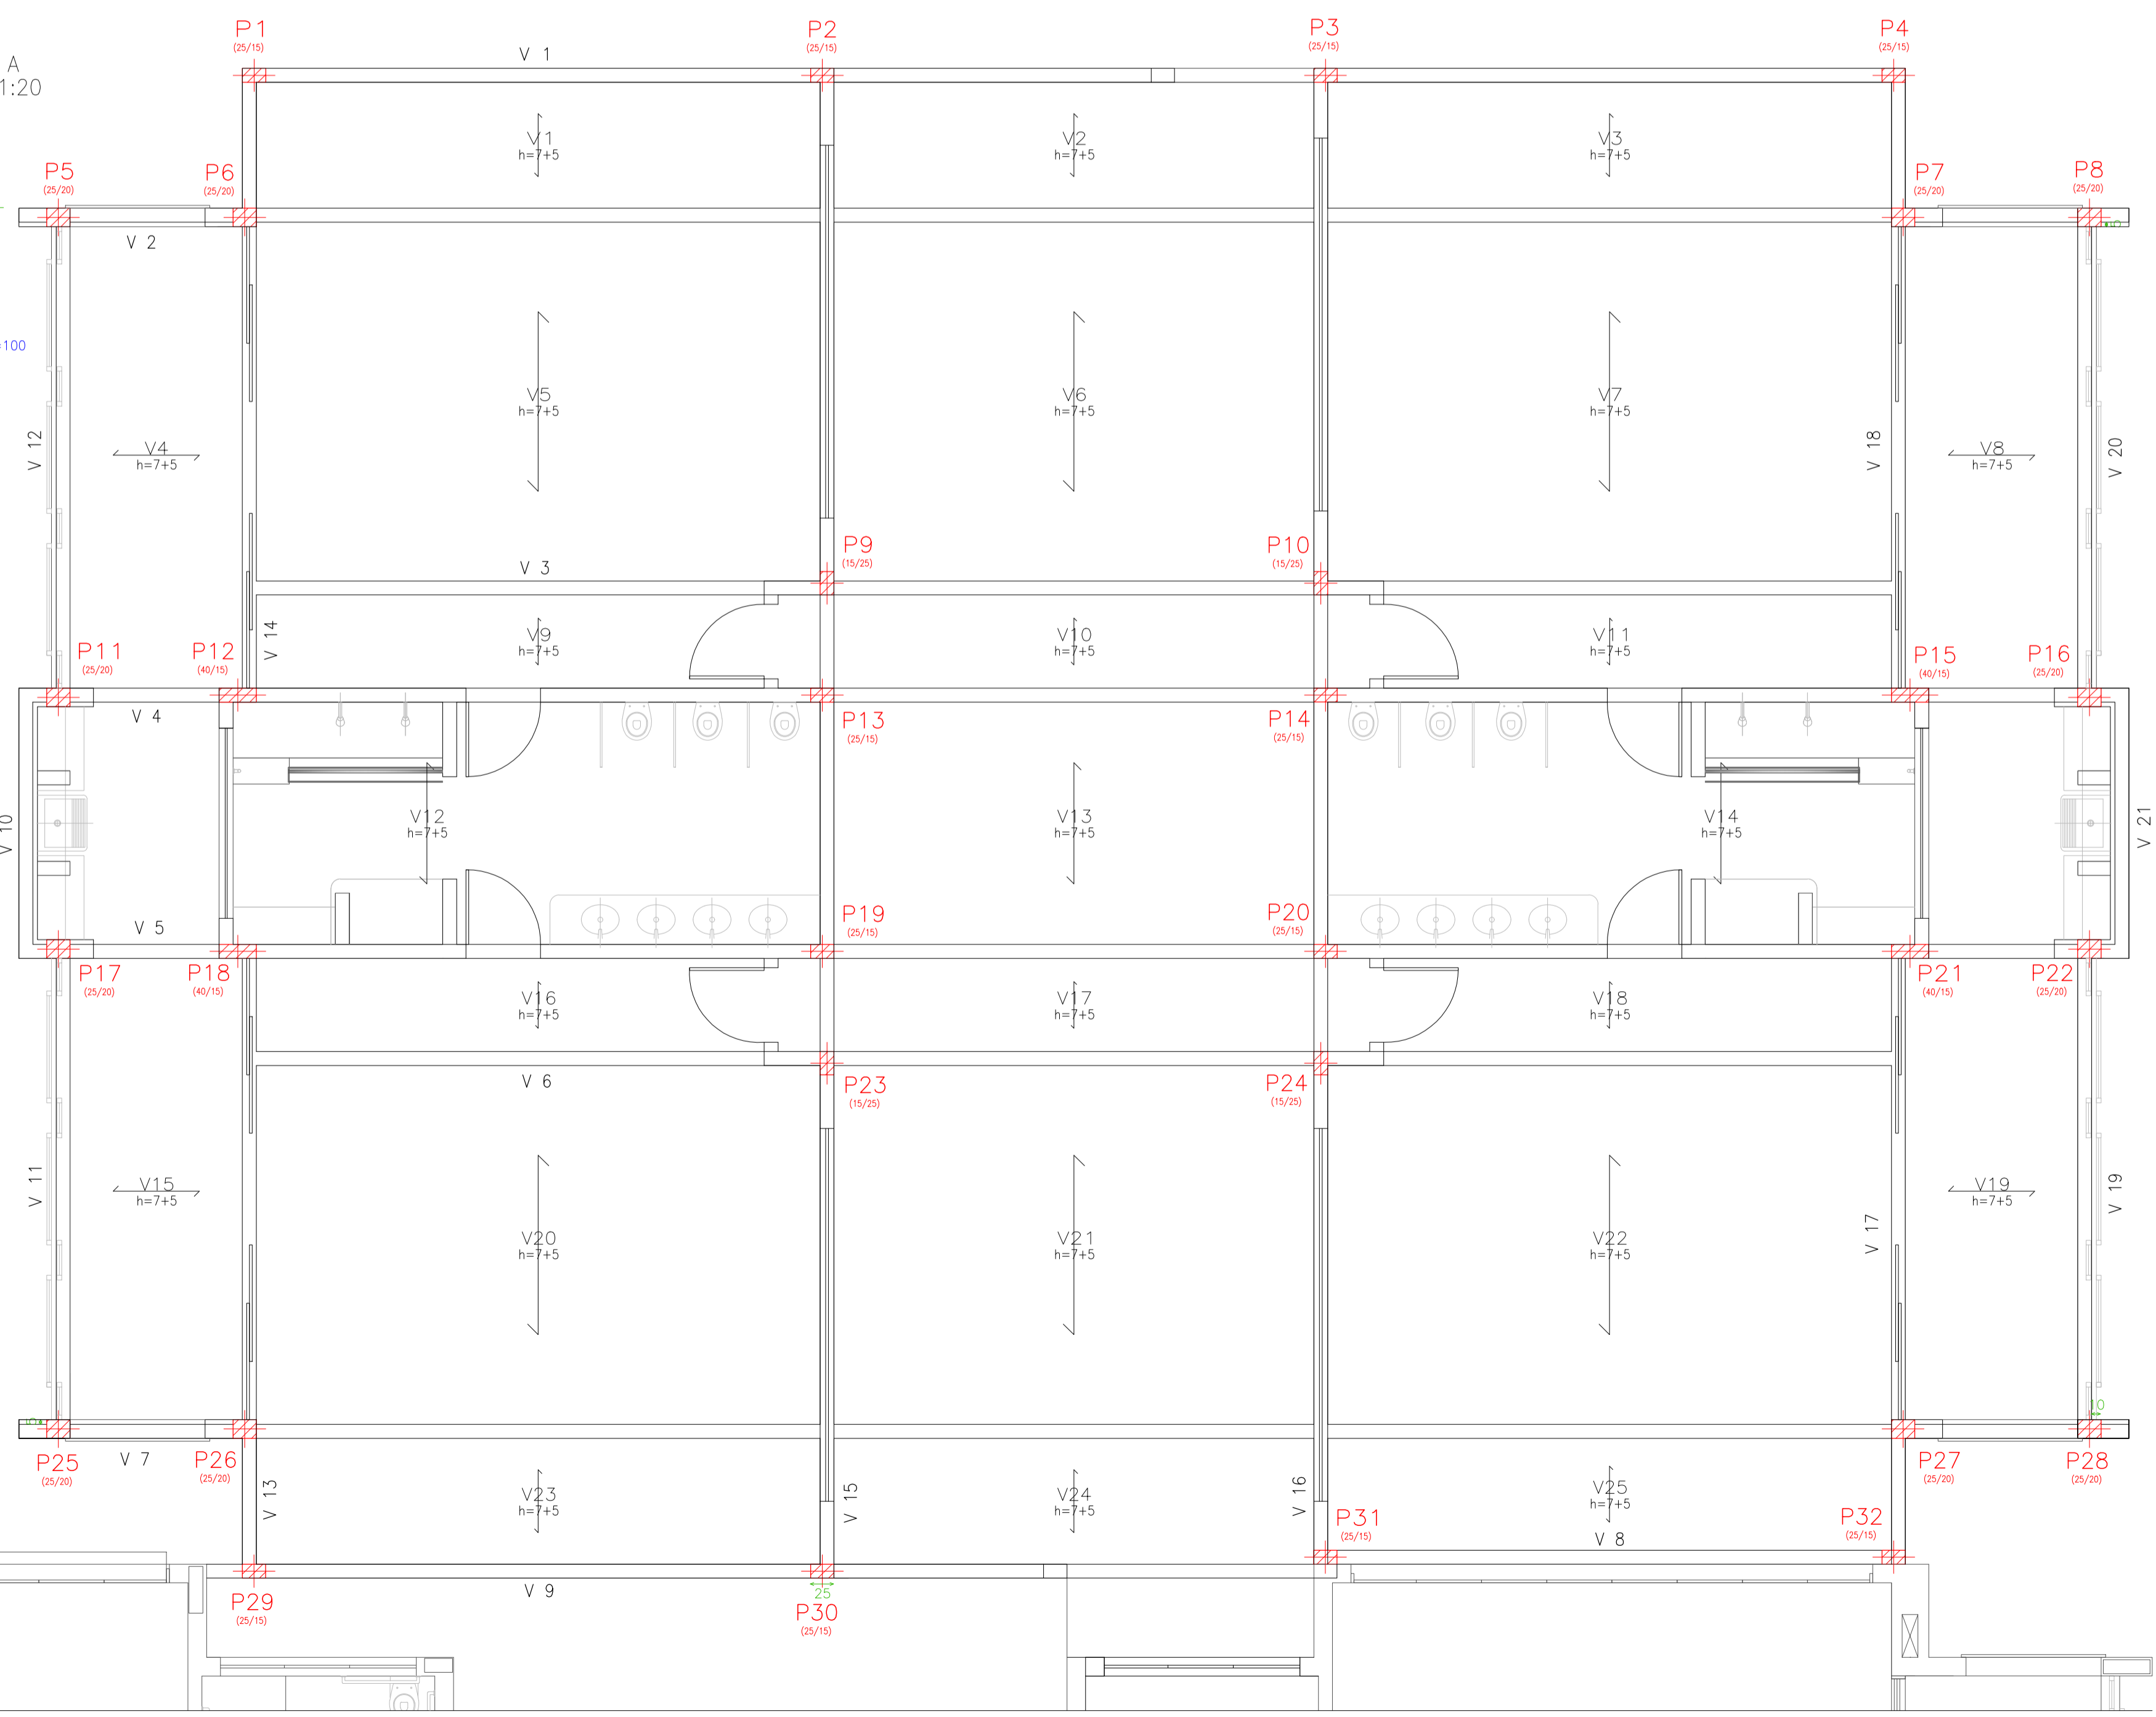 P1
(25/15)
V 1
P2
(25/15)
P3
(25/15)
P4
(25/15)
A
1:20
V1
h=7+5
V2
h=7+5
V3
h=7+5
P5
(25/20)
P6
(25/20)
P7
(25/20)
P8
(25/20)
V 2
5
=100
V5
h=7+5
V6
h=7+5
V7
h=7+5
V 12
V4
h=7+5
V 18
V8
h=7+5
V 20
V 3
P9
(15/25)
P10
(15/25)
V 14
V9
h=7+5
V10
h=7+5
V11
h=7+5
P11
(25/20)
P12
(40/15)
P15
(40/15)
P16
(25/20)
V 4
P13
(25/15)
P14
(25/15)
V 10
V12
h=7+5
V13
h=7+5
V14
h=7+5
V 21
V 5
P19
(25/15)
P20
(25/15)
P17
(25/20)
P18
(40/15)
P21
(40/15)
P22
(25/20)
V16
h=7+5
V17
h=7+5
V18
h=7+5
V 6
P23
(15/25)
P24
(15/25)
V 11
V15
h=7+5
V 17
V19
h=7+5
V 19
V20
h=7+5
V21
h=7+5
V22
h=7+5
5
10
P25
(25/20)
V 7
P26
(25/20)
P27
(25/20)
P28
(25/20)
V 13
V23
h=7+5
V 15
V24
h=7+5
V 16
V25
h=7+5
P31
(25/15)
V 8
P32
(25/15)
V 9
25
P29
(25/15)
P30
(25/15)